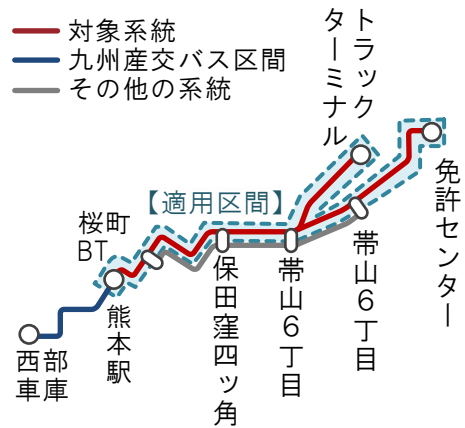 対象系統
九州産交バス区間
その他の系統
トラック
ターミナル
免許センター
【適用区間】
桜町
BT
熊本駅
保田窪四ッ角
帯山6丁目
帯山6丁目
西部
車庫